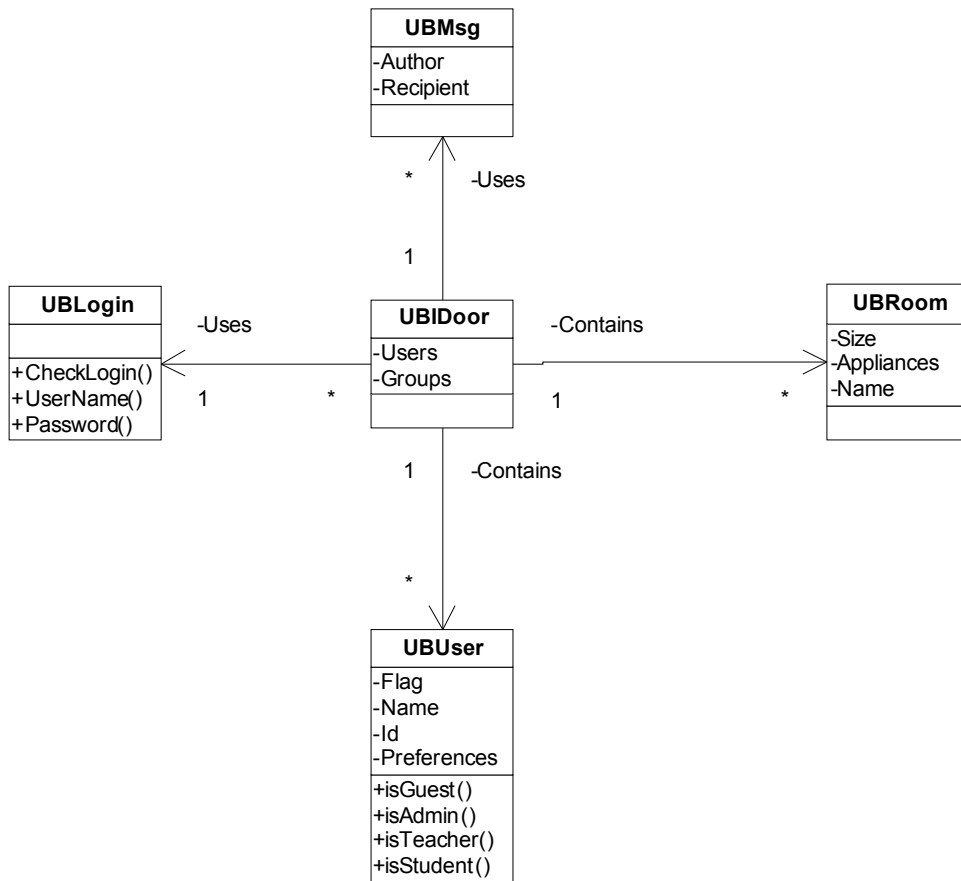 UBMsg
-Author
-Recipient
*
-Uses
1
UBLogin
+CheckLogin()
+UserName()
+Password()
-Uses
1
*
UBIDoor
-Users
-Groups
-Contains
1
*
UBRoom
-Size
-Appliances
-Name
1
-Contains
*
UBUser
-Flag
-Name
-Id
-Preferences
+isGuest()
+isAdmin()
+isTeacher()
+isStudent()